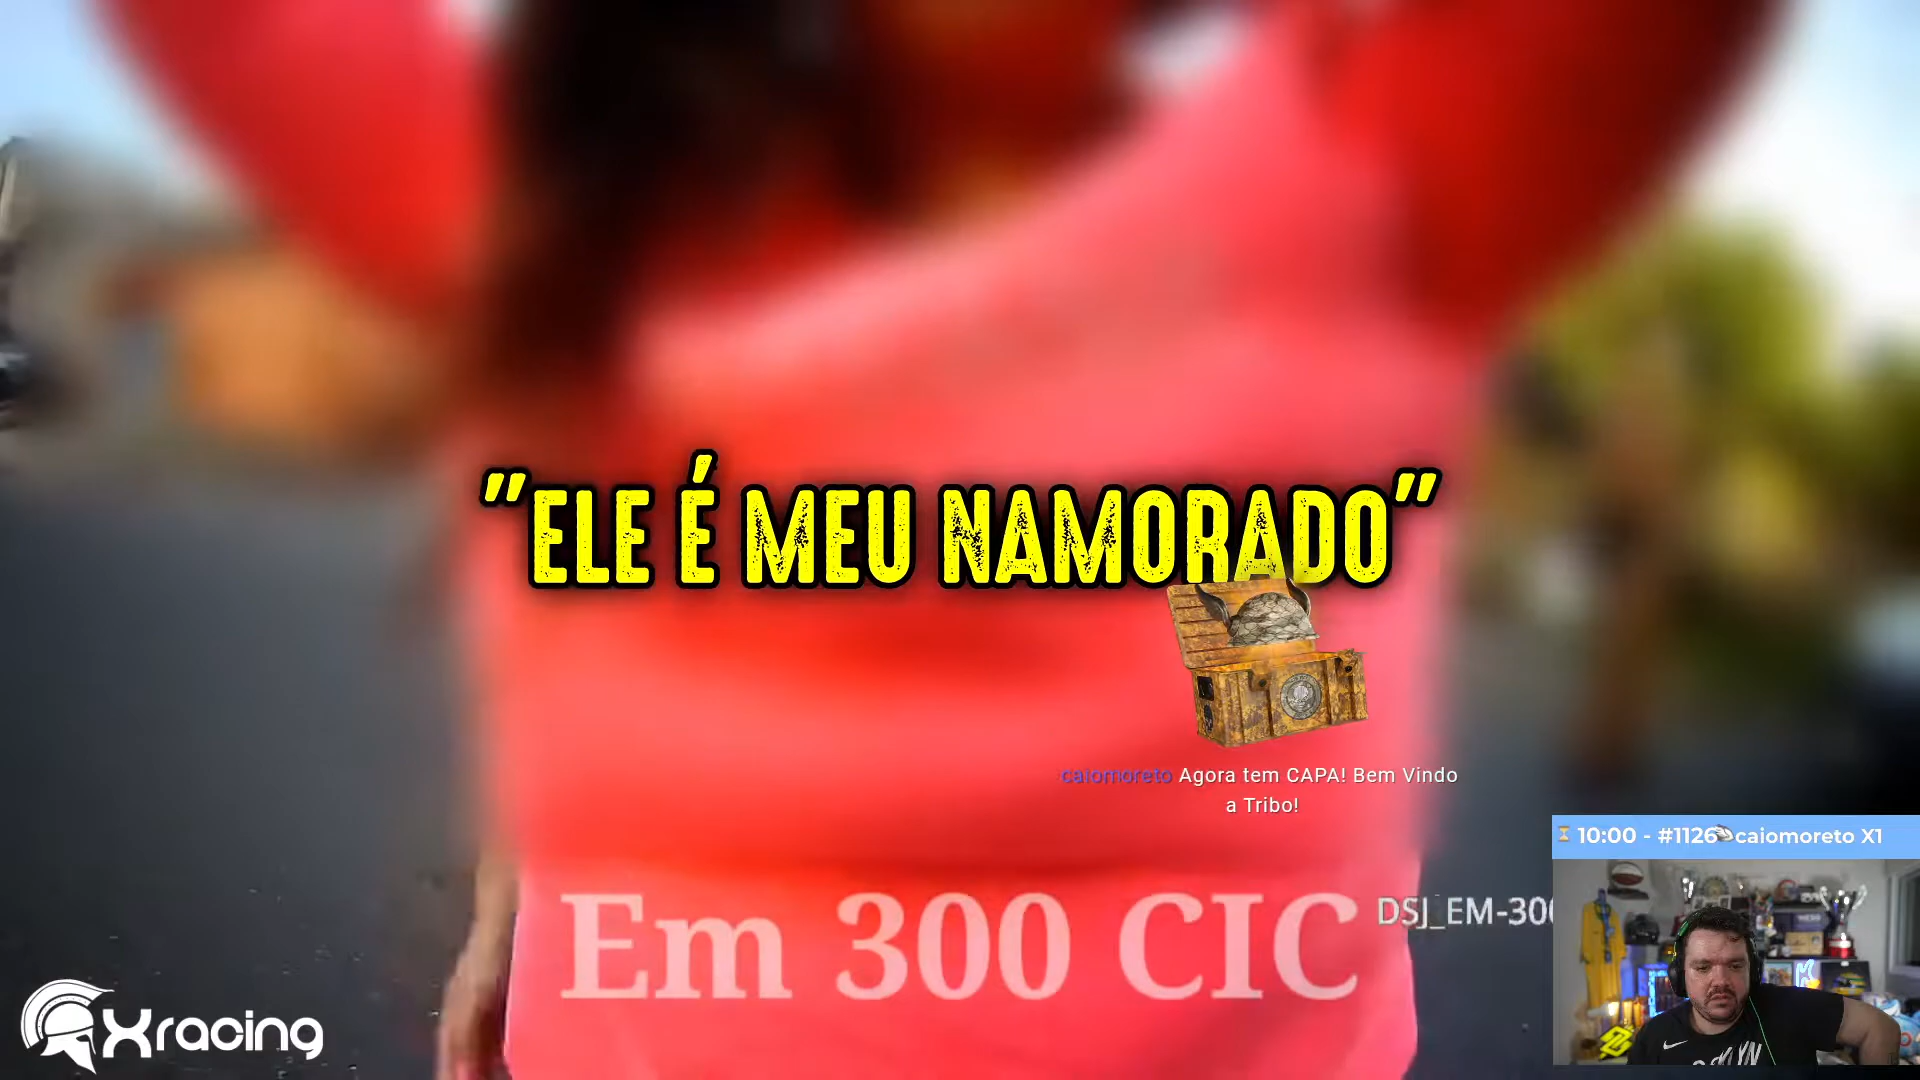 "ELE É MEU NAMORADO"
caiomoreto Agora tem CAPA! Bem Vindo
a Tribo!
10:00 - #1126 caiomoreto X1
Em 300 CIC
DSJ_EM-300
Xracing